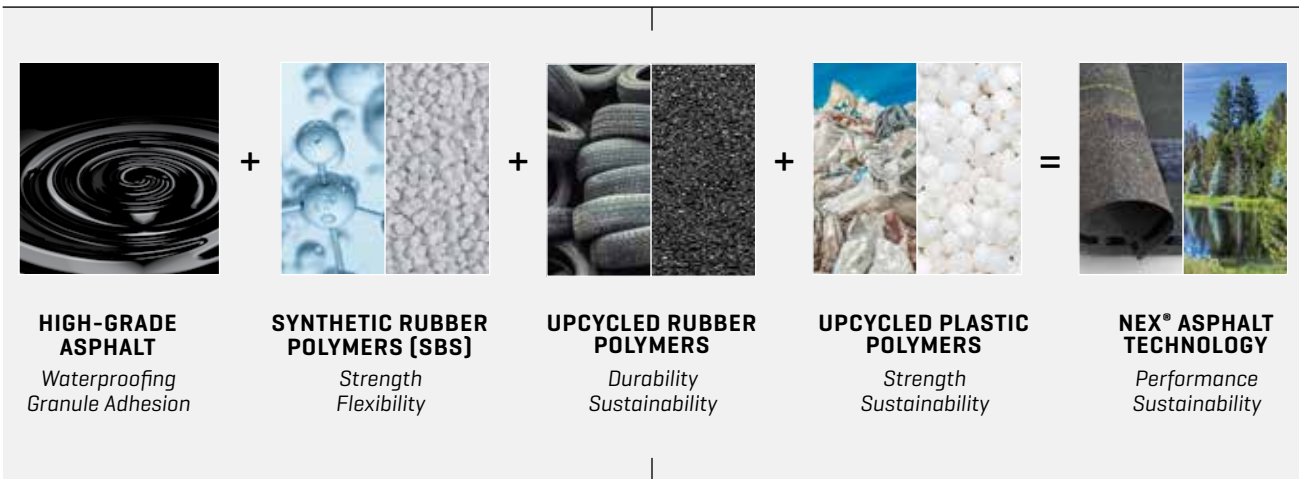 +
+
+
=
HIGH-GRADE
ASPHALT
Waterproofing
Granule Adhesion
SYNTHETIC RUBBER
POLYMERS (SBS)
Strength
Flexibility
UPCYCLED RUBBER
POLYMERS
Durability
Sustainability
UPCYCLED PLASTIC
POLYMERS
Strength
Sustainability
NEX® ASPHALT
TECHNOLOGY
Performance
Sustainability